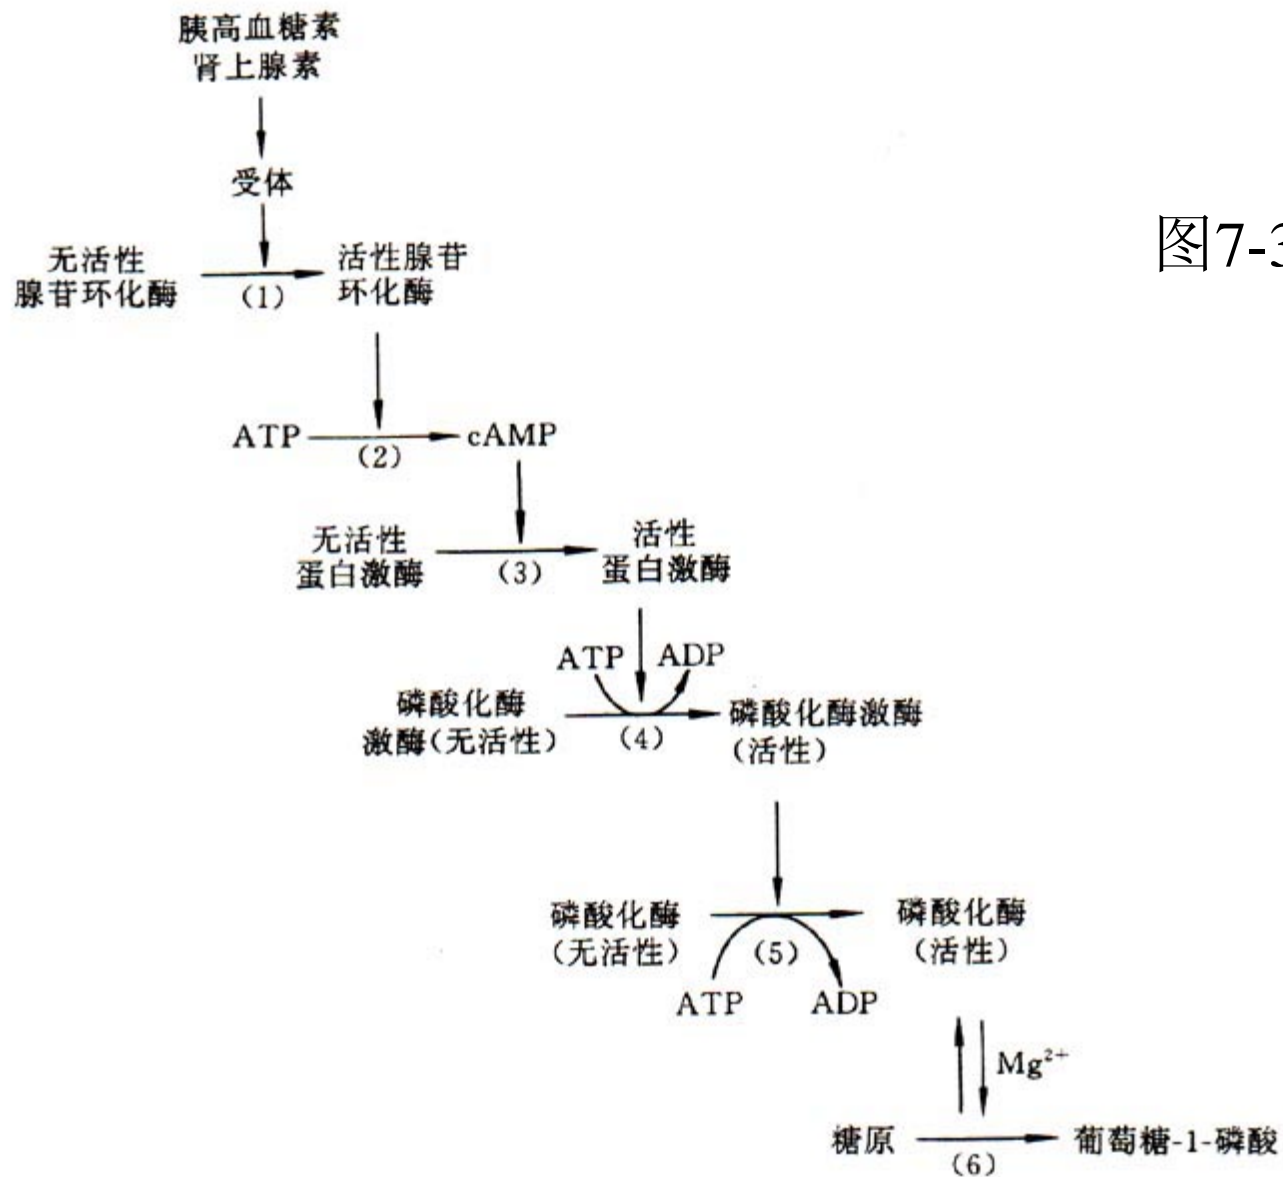 胰高血糖素
肾上腺素
受体
图7-3
无活性
腺苷环化酶
(1)
活性腺苷
环化酶
ATP
(2)
cAMP
无活性
蛋白激酶
(3)
活性
蛋白激酶
ATP
ADP
磷酸化酶
激酶(无活性)
(4)
磷酸化酶激酶
(活性)
磷酸化酶
(无活性)
(5)
磷酸化酶
(活性)
ATP
ADP
Mg²⁺
糖原
(6)
葡萄糖-1-磷酸